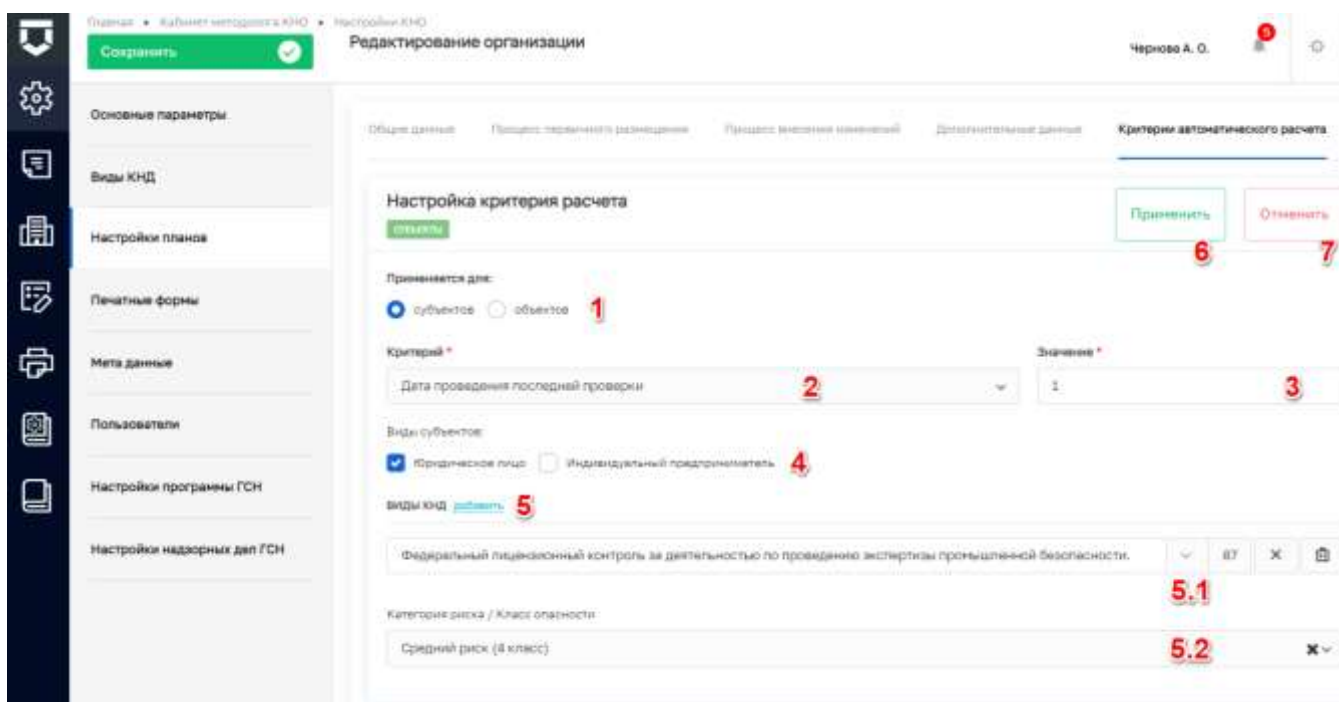 Главная • Кабинет методолога КНО • Настройки КНО
Сохранить
Редактирование организации
Чернова А. О.
5
Основные параметры
Виды КНД
Настройки планов
Печатные формы
Мета данные
Пользователи
Настройки программы ГСН
Настройки надзорных дел ГСН
Общие данные Процесс первичного размещения Процесс внесения изменений Дополнительные данные Критерии автоматического расчета
Настройка критерия расчета
Применить
Отменить
6
7
Применяется для:
субъектов объектов 1
Критерий * Значение *
Дата проведения последней проверки 2 1 3
Виды субъектов:
Юридическое лицо Индивидуальный предприниматель 4
ВИДЫ КНД добавить 5
Федеральный лицензионный контроль за деятельностью по проведению экспертизы промышленной безопасности. 87
5.1
Категория риска / Класс опасности
Средний риск (4 класс) 5.2